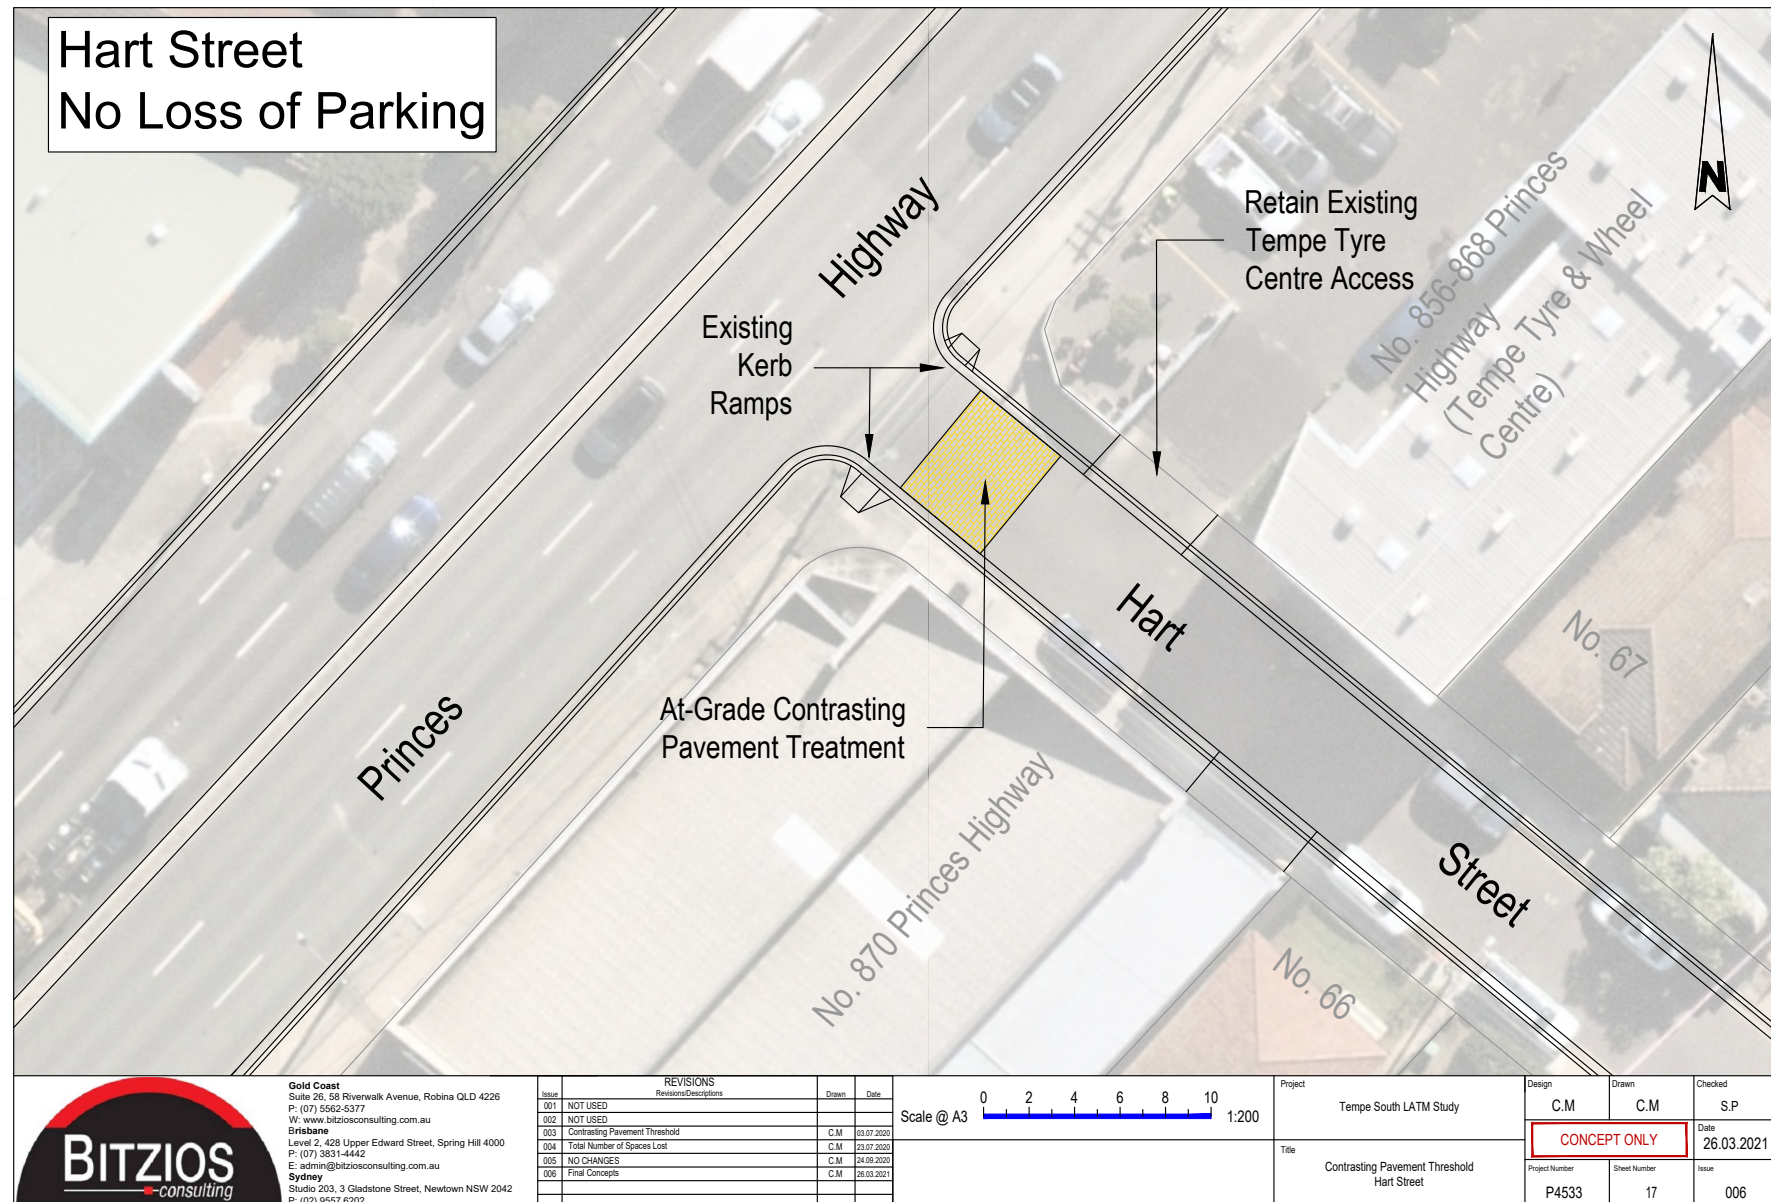 Hart Street
No Loss of Parking
N
Highway
Retain Existing
Tempe Tyre
Centre Access
No. 856-868 Princes
Highway
(Tempe Tyre & Wheel
Centre)
Existing
Kerb
Ramps
Hart
No. 67
At-Grade Contrasting
Pavement Treatment
Princes
No. 870 Princes Highway
Street
No. 66
BITZIOS
consulting
Gold Coast
Suite 26, 58 Riverwalk Avenue, Robina QLD 4226
P: (07) 5562-5377
W: www.bitziosconsulting.com.au
Brisbane
Level 2, 428 Upper Edward Street, Spring Hill 4000
P: (07) 3831-4442
E: admin@bitziosconsulting.com.au
Sydney
Studio 203, 3 Gladstone Street, Newtown NSW 2042
P: (02) 9557 6202
REVISIONS
Issue Revisions/Descriptions Drawn Date
001 NOT USED
002 NOT USED
003 Contrasting Pavement Threshold C.M 03.07.2020
004 Total Number of Spaces Lost C.M 23.07.2020
005 NO CHANGES C.M 24.09.2020
006 Final Concepts C.M 26.03.2021
Scale @ A3 0 2 4 6 8 10 1:200
Project
Tempe South LATM Study
Title
Contrasting Pavement Threshold
Hart Street
Design Drawn Checked
C.M C.M S.P
CONCEPT ONLY
Date
26.03.2021
Project Number Sheet Number Issue
P4533 17 006